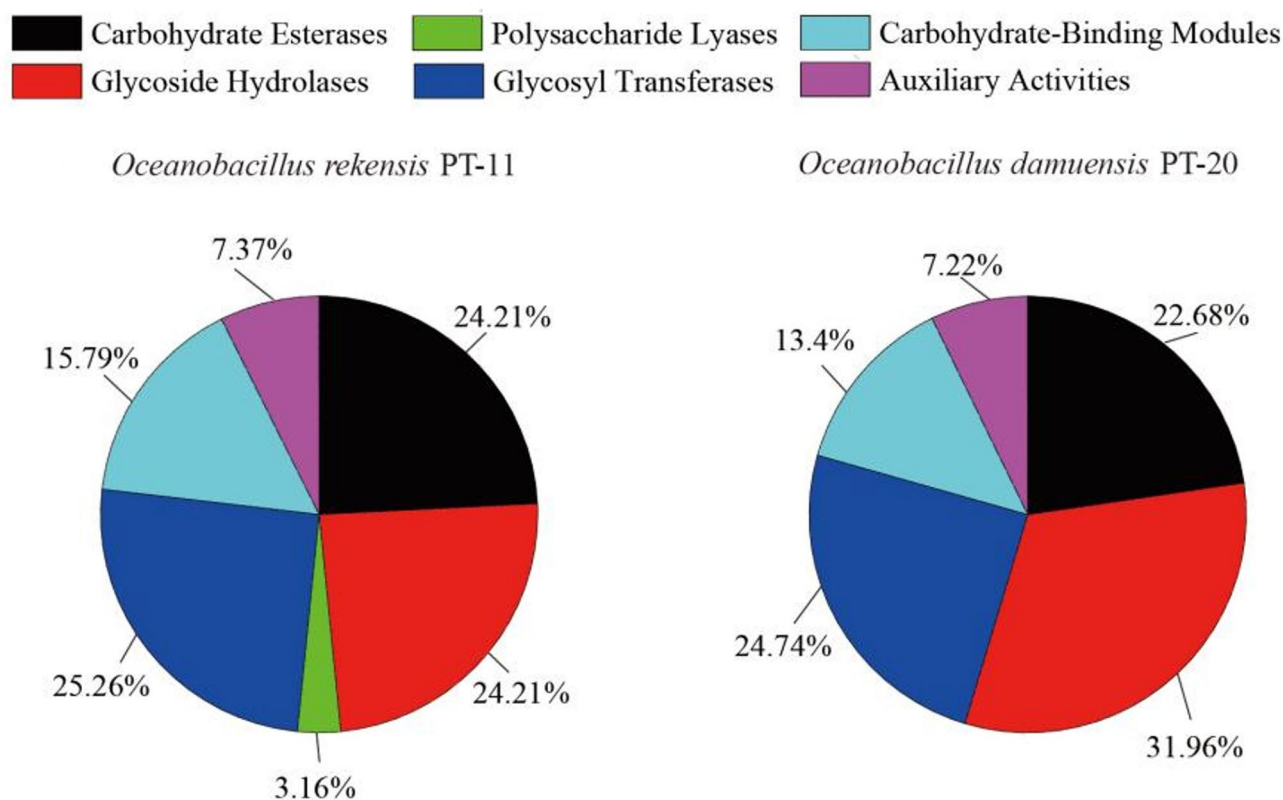 Carbohydrate Esterases
Polysaccharide Lyases
Carbohydrate-Binding Modules
Glycoside Hydrolases
Glycosyl Transferases
Auxiliary Activities
Oceanobacillus rekensis PT-11
7.37%
24.21%
15.79%
25.26%
24.21%
3.16%
Oceanobacillus damuensis PT-20
7.22%
22.68%
13.4%
24.74%
31.96%